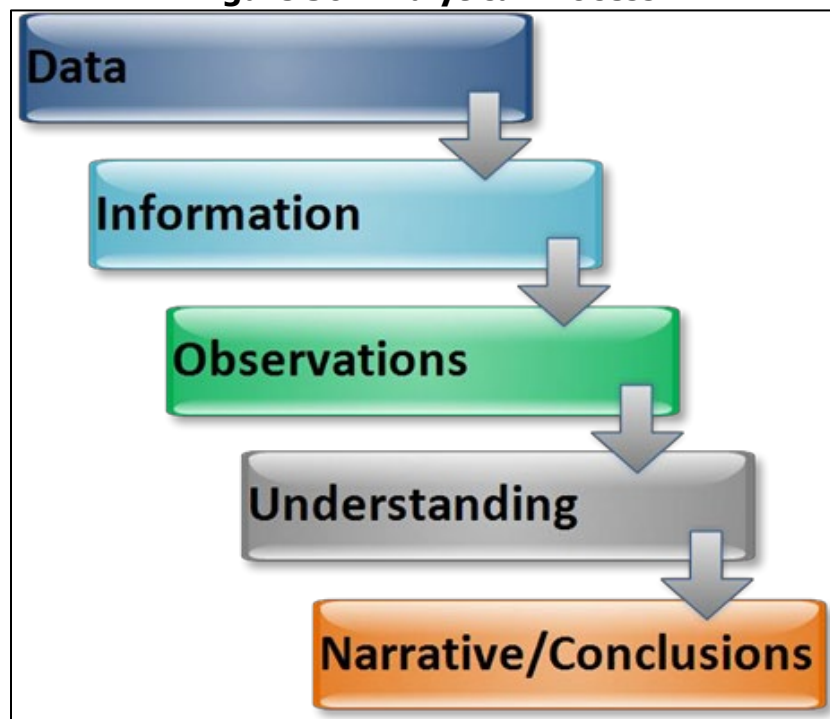 Data
Information
Observations
Understanding
Narrative/Conclusions